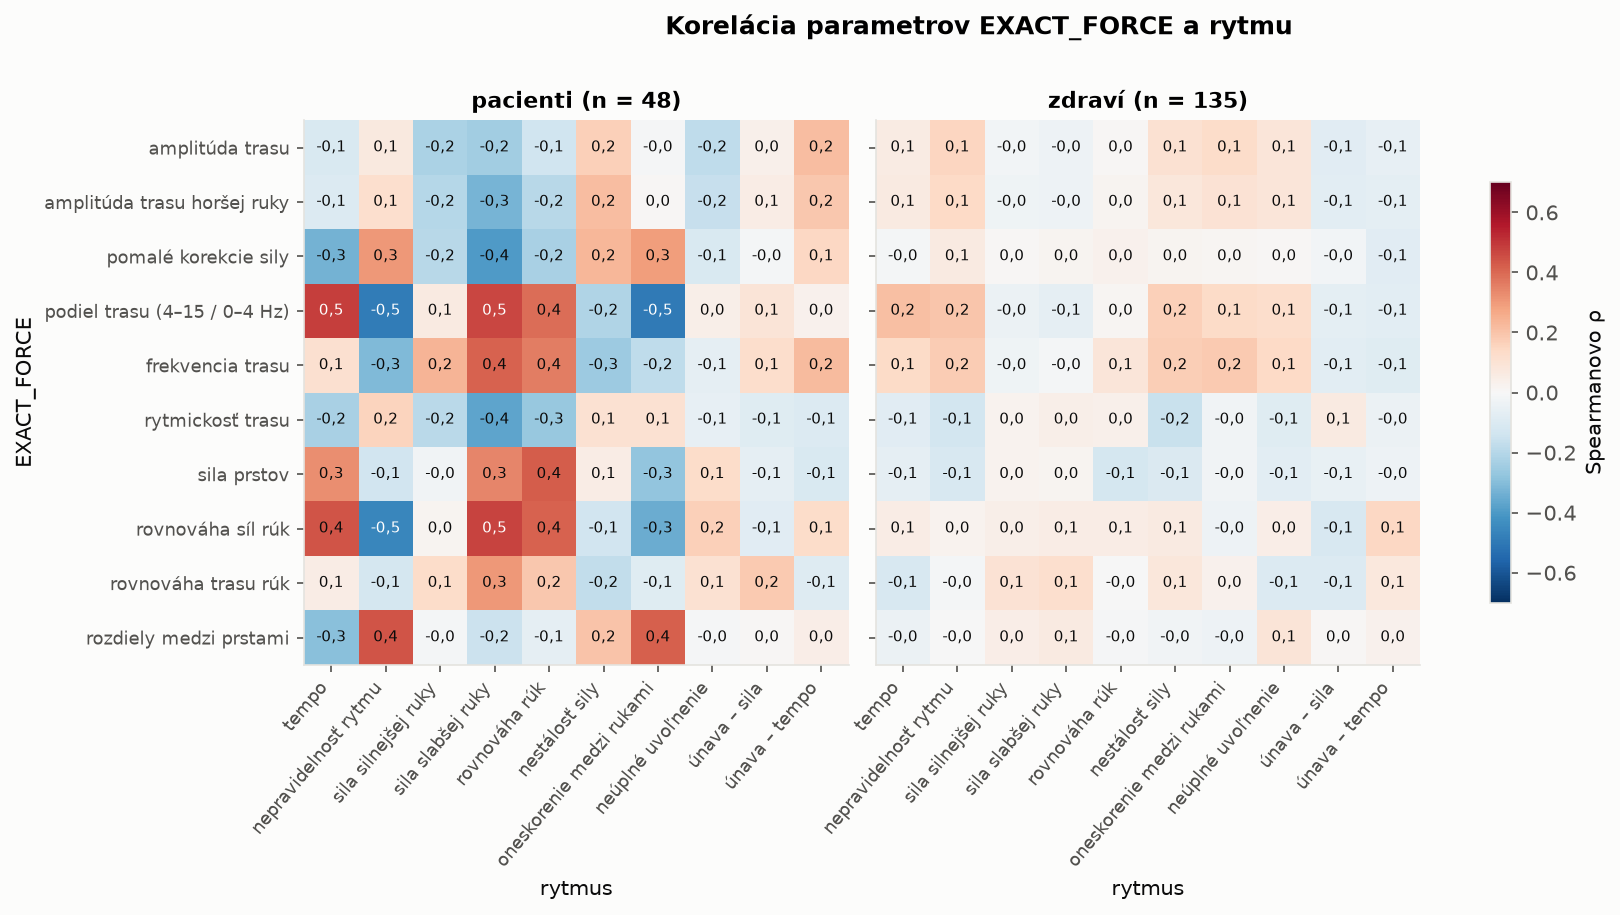 Korelácia parametrov EXACT_FORCE a rytmu
pacienti (n = 48)
zdraví (n = 135)
EXACT_FORCE
amplitúda trasu -0,1 0,1 -0,2 -0,2 -0,1 0,2 -0,0 -0,2 0,0 0,2 0,1 0,1 -0,0 -0,0 0,0 0,1 0,1 0,1 -0,1 -0,1
amplitúda trasu horšej ruky -0,1 0,1 -0,2 -0,3 -0,2 0,2 0,0 -0,2 0,1 0,2 0,1 0,1 -0,0 -0,0 0,0 0,1 0,1 0,1 -0,1 -0,1
pomalé korekcie sily -0,3 0,3 -0,2 -0,4 -0,2 0,2 0,3 -0,1 -0,0 0,1 -0,0 0,1 0,0 0,0 0,0 0,0 0,0 0,0 -0,0 -0,1
podiel trasu (4–15 / 0–4 Hz) 0,5 -0,5 0,1 0,5 0,4 -0,2 -0,5 0,0 0,1 0,0 0,2 0,2 -0,0 -0,1 0,0 0,2 0,1 0,1 -0,1 -0,1
frekvencia trasu 0,1 -0,3 0,2 0,4 0,4 -0,3 -0,2 -0,1 0,1 0,2 0,1 0,2 -0,0 -0,0 0,1 0,2 0,2 0,1 -0,1 -0,1
rytmickosť trasu -0,2 0,2 -0,2 -0,4 -0,3 0,1 0,1 -0,1 -0,1 -0,1 -0,1 -0,1 0,0 0,0 0,0 -0,2 -0,0 -0,1 0,1 -0,0
sila prstov 0,3 -0,1 -0,0 0,3 0,4 0,1 -0,3 0,1 -0,1 -0,1 -0,1 -0,1 0,0 0,0 -0,1 -0,1 -0,0 -0,1 -0,1 -0,0
rovnováha síl rúk 0,4 -0,5 0,0 0,5 0,4 -0,1 -0,3 0,2 -0,1 0,1 0,1 0,0 0,0 0,1 0,1 0,1 -0,0 0,0 -0,1 0,1
rovnováha trasu rúk 0,1 -0,1 0,1 0,3 0,2 -0,2 -0,1 0,1 0,2 -0,1 -0,1 -0,0 0,1 0,1 -0,0 0,1 0,0 -0,1 -0,1 0,1
rozdiely medzi prstami -0,3 0,4 -0,0 -0,2 -0,1 0,2 0,4 -0,0 0,0 0,0 -0,0 -0,0 0,0 0,1 -0,0 -0,0 -0,0 0,1 0,0 0,0
tempo
nepravidelnosť rytmu
sila silnejšej ruky
sila slabšej ruky
rovnováha rúk
nestálosť sily
oneskorenie medzi rukami
neúplné uvoľnenie
únava – sila
únava – tempo
rytmus
tempo
nepravidelnosť rytmu
sila silnejšej ruky
sila slabšej ruky
rovnováha rúk
nestálosť sily
oneskorenie medzi rukami
neúplné uvoľnenie
únava – sila
únava – tempo
rytmus
0.6
0.4
0.2
0.0
−0.2
−0.4
−0.6
Spearmanovo ρ